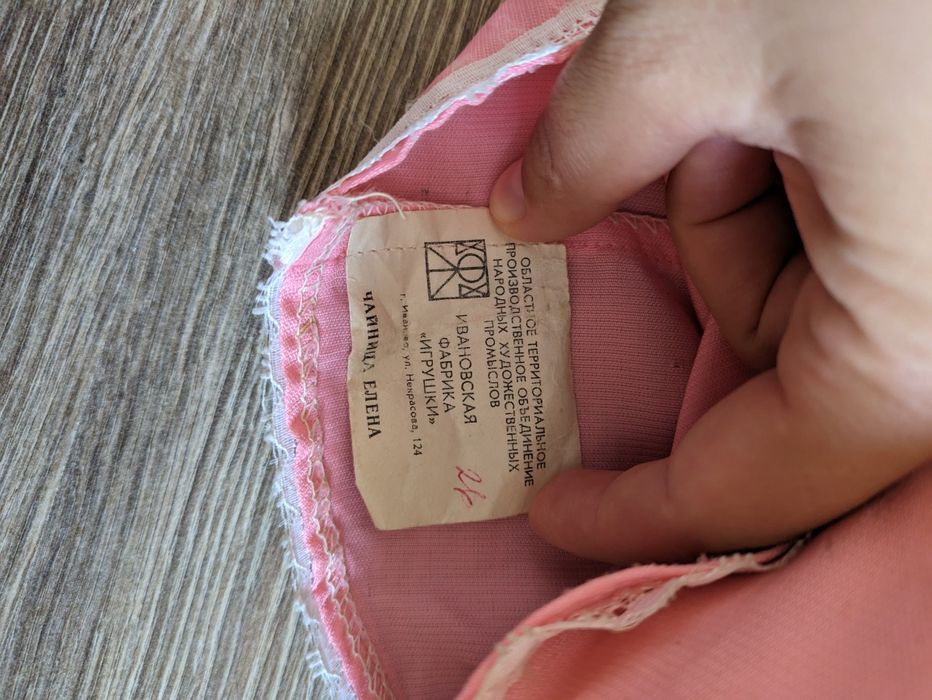 ОБЛАСТНОЕ ТЕРРИТОРИАЛЬНОЕ
ПРОИЗВОДСТВЕННОЕ ОБЪЕДИНЕНИЕ
НАРОДНЫХ ХУДОЖЕСТВЕННЫХ
ПРОМЫСЛОВ
ИВАНОВСКАЯ
ФАБРИКА
«ИГРУШКИ»
г. Иваново, ул. Некрасова, 124
ЧАЙНИЦА ЕЛЕНА